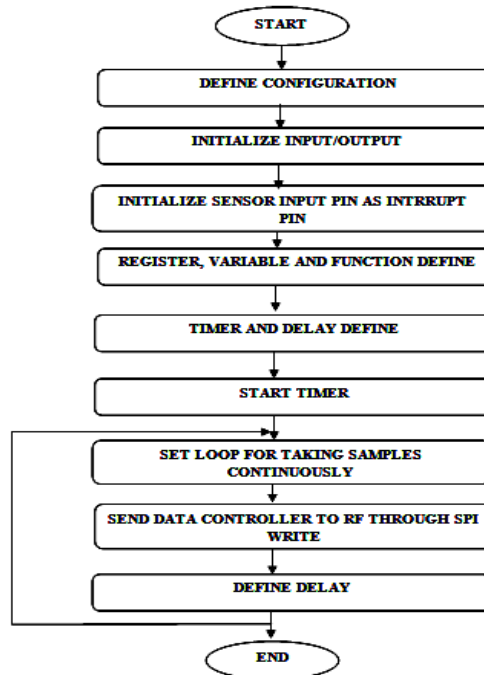 START
DEFINE CONFIGURATION
INITIALIZE INPUT/OUTPUT
INITIALIZE SENSOR INPUT PIN AS INTRRUPT
PIN
REGISTER, VARIABLE AND FUNCTION DEFINE
TIMER AND DELAY DEFINE
START TIMER
SET LOOP FOR TAKING SAMPLES
CONTINUOUSLY
SEND DATA CONTROLLER TO RF THROUGH SPI
WRITE
DEFINE DELAY
END